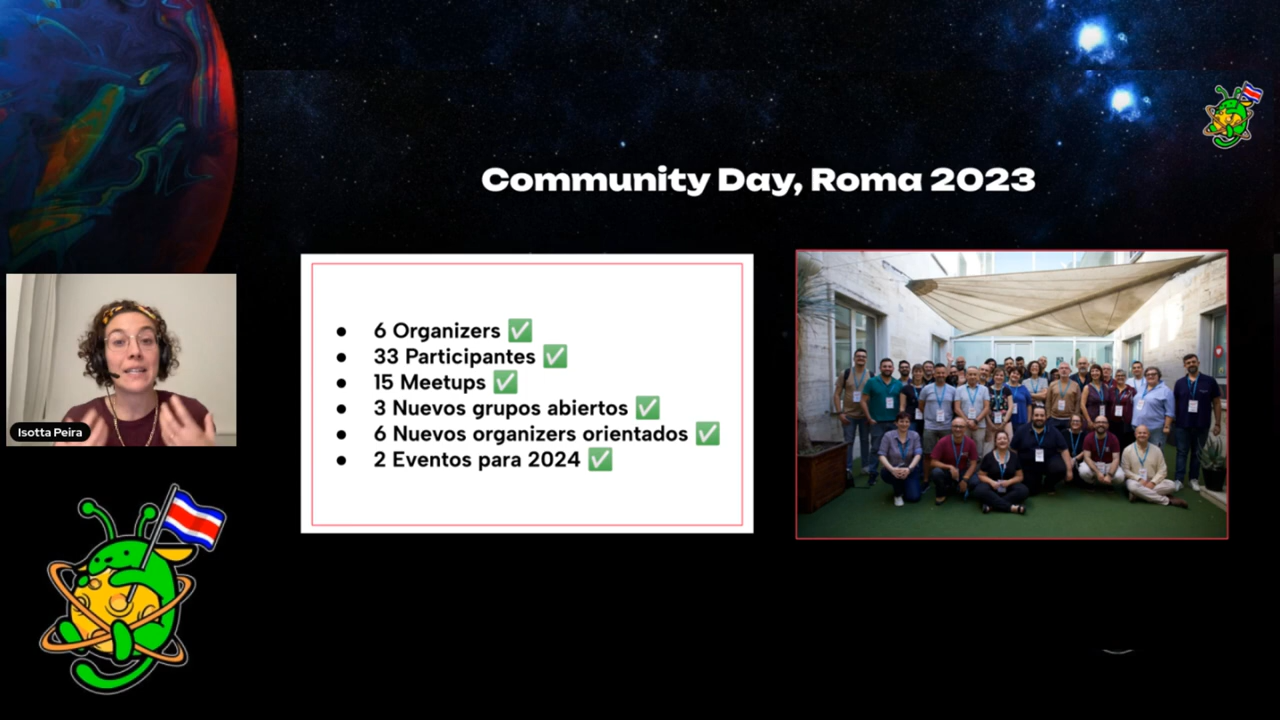 Community Day, Roma 2023
6 Organizers ✅
33 Participantes ✅
15 Meetups ✅
3 Nuevos grupos abiertos ✅
6 Nuevos organizers orientados ✅
2 Eventos para 2024 ✅
Isotta Peira